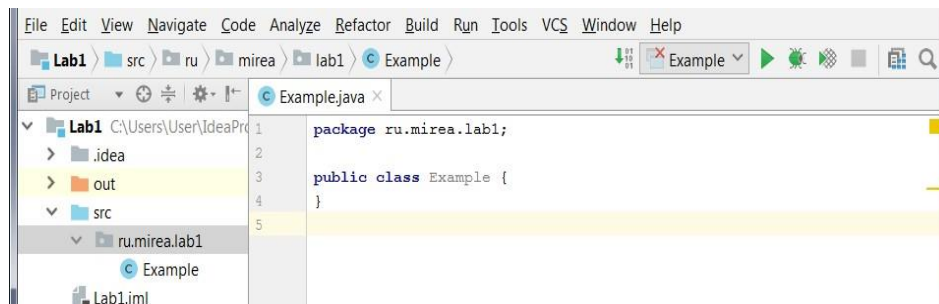 File Edit View Navigate Code Analyze Refactor Build Run Tools VCS Window Help
Lab1 src ru mirea lab1 Example Example
Project Example.java
Lab1 C:\Users\User\IdeaPro
.idea
out
src
ru.mirea.lab1
Example
Lab1.iml
1 package ru.mirea.lab1;
2
3 public class Example {
4 }
5